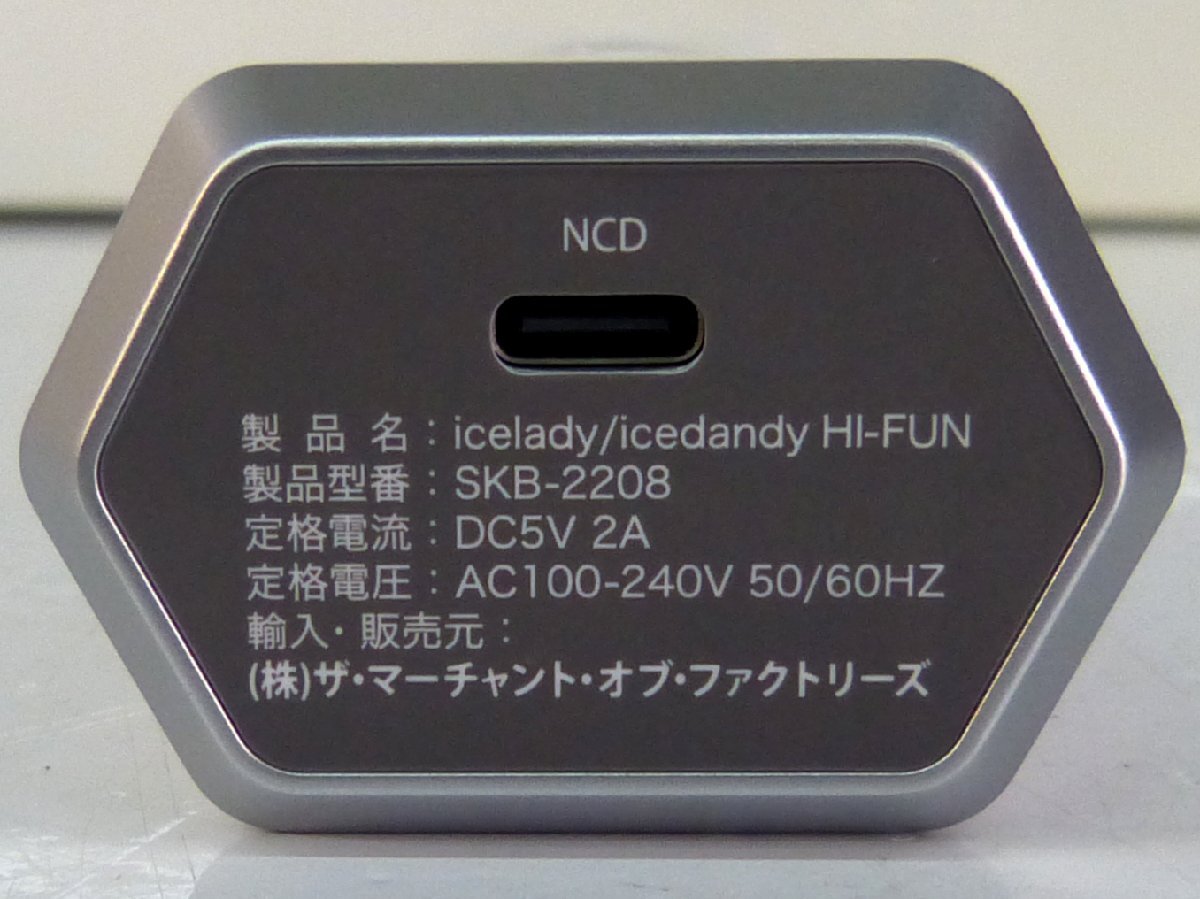 NCD
製 品 名：icelady/icedandy HI-FUN
製品型番：SKB-2208
定格電流：DC5V 2A
定格電圧：AC100-240V 50/60HZ
輸入・販売元：
(株)ザ・マーチャント・オブ・ファクトリーズ